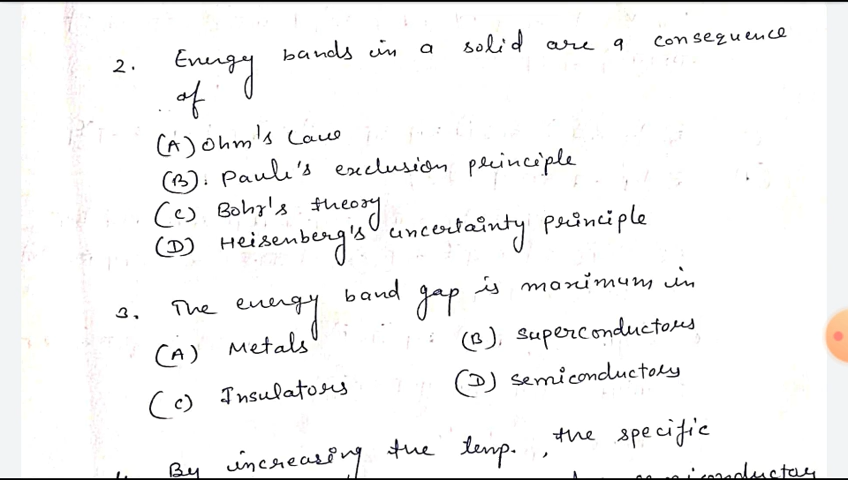 2. Energy bands in a solid are a consequence
of
(A) Ohm's Law
(B). Pauli's exclusion principle
(C) Bohr's theory
(D) Heisenberg's uncertainty principle
3. The energy band gap is maximum in
(A) Metals
(B). superconductors
(C) Insulators
(D) semiconductors
By increasing the temp., the specific